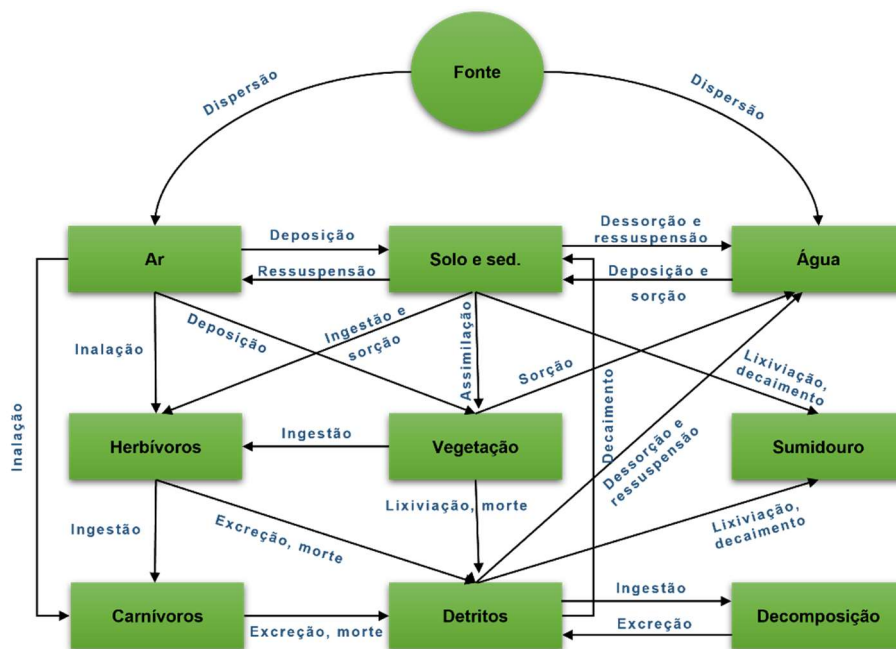 Fonte
Dispersão
Dispersão
Ar
Deposição
Ressuspensão
Solo e sed.
Dessorção e
ressuspensão
Deposição e
sorção
Água
Inalação
Inalação
Deposição
Ingestão e
sorção
Assimilação
Sorção
Decaimento
Lixiviação,
decaimento
Dessorção e
ressuspensão
Herbívoros
Ingestão
Vegetação
Sumidouro
Ingestão
Excreção, morte
Lixiviação, morte
Lixiviação,
decaimento
Carnívoros
Excreção, morte
Detritos
Ingestão
Excreção
Decomposição